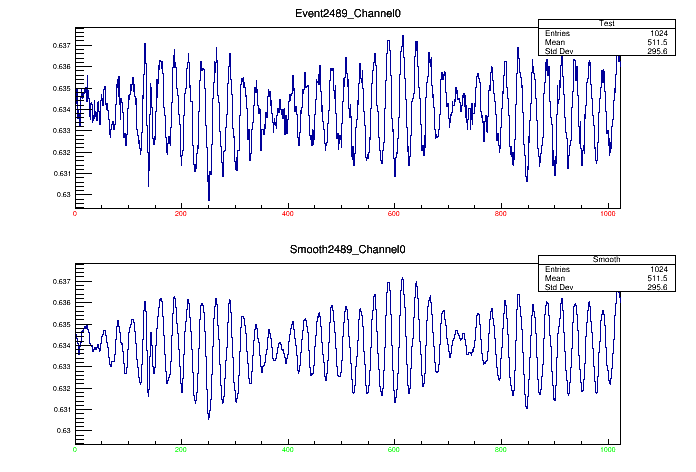 Event2489_Channel0
Test
Entries 1024
Mean 511.5
Std Dev 295.6
0.637
0.636
0.635
0.634
0.633
0.632
0.631
0.63
0 200 400 600 800 1000
Smooth2489_Channel0
Smooth
Entries 1024
Mean 511.5
Std Dev 295.6
0.637
0.636
0.635
0.634
0.633
0.632
0.631
0.63
0 200 400 600 800 1000